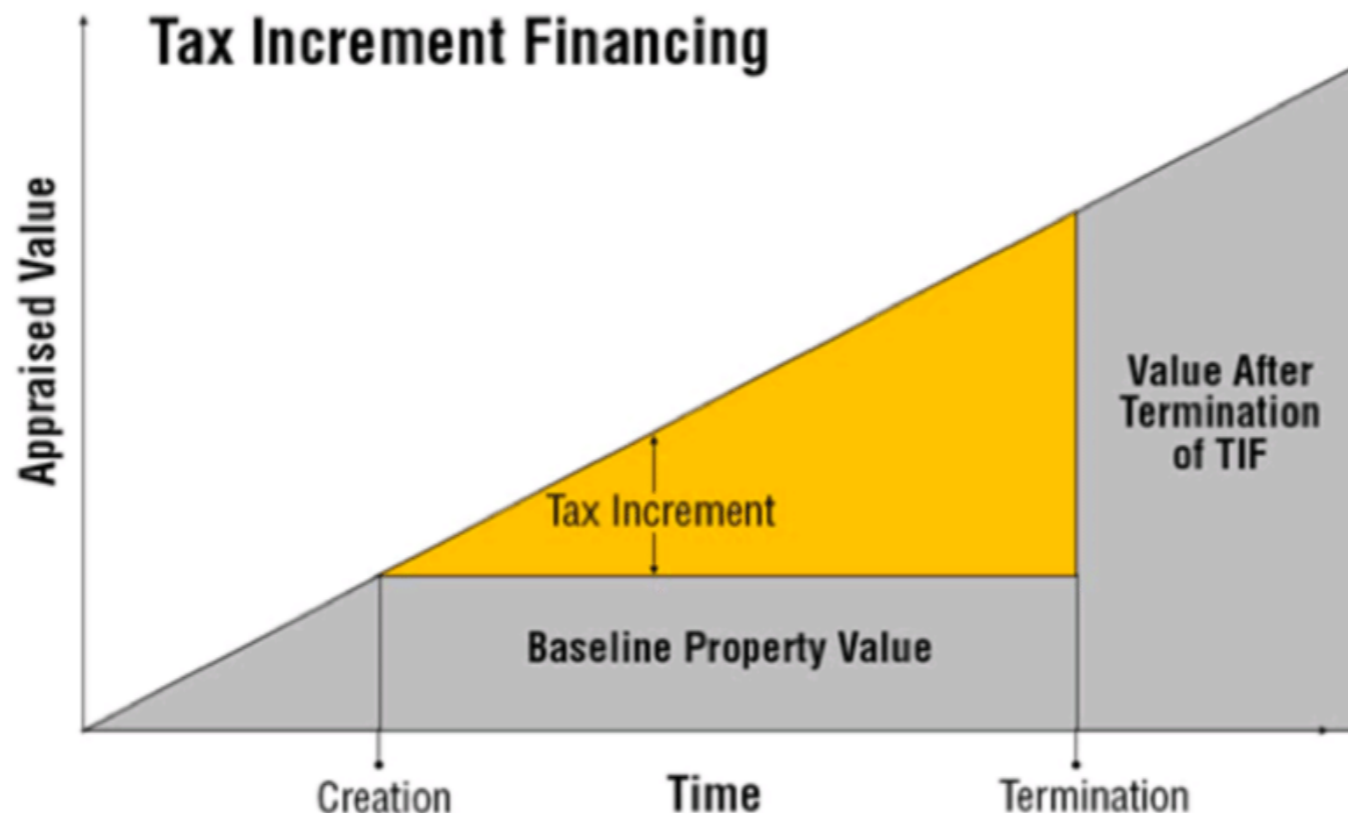 Tax Increment Financing
Appraised Value
Value After
Termination
of TIF
Tax Increment
Baseline Property Value
Creation
Time
Termination